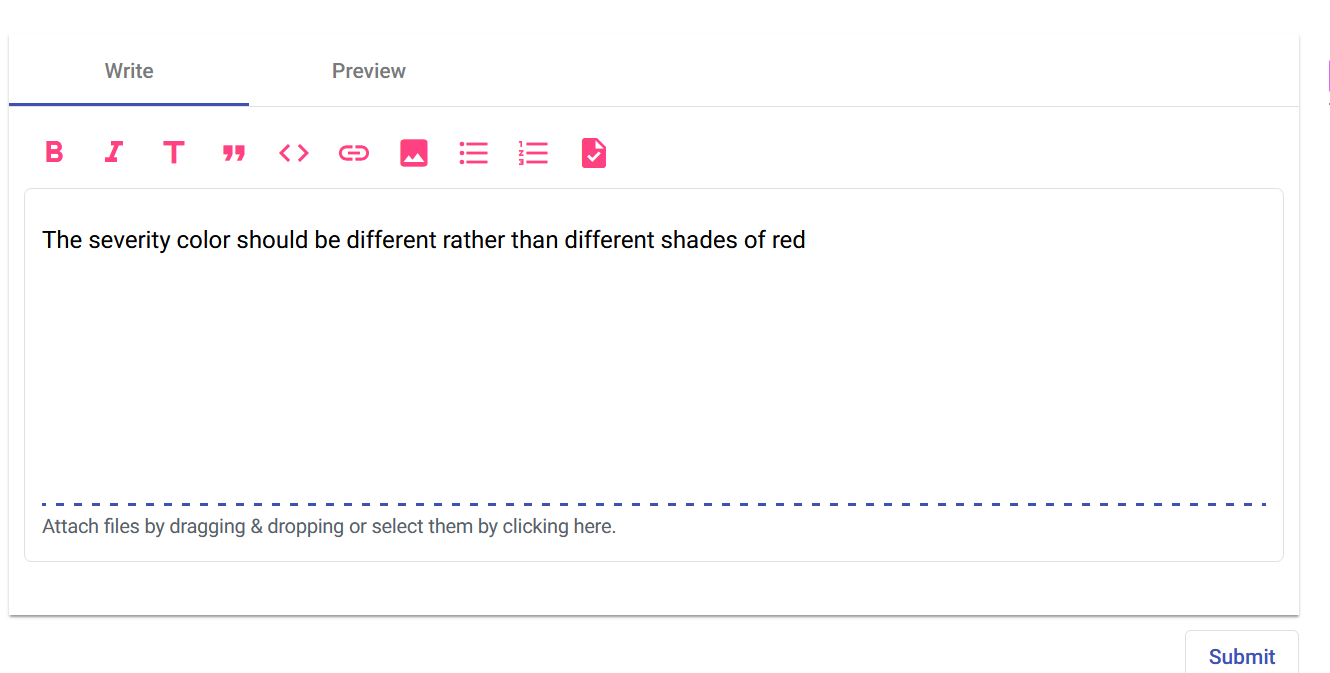 Write
Preview
The severity color should be different rather than different shades of red
Attach files by dragging & dropping or select them by clicking here.
Submit